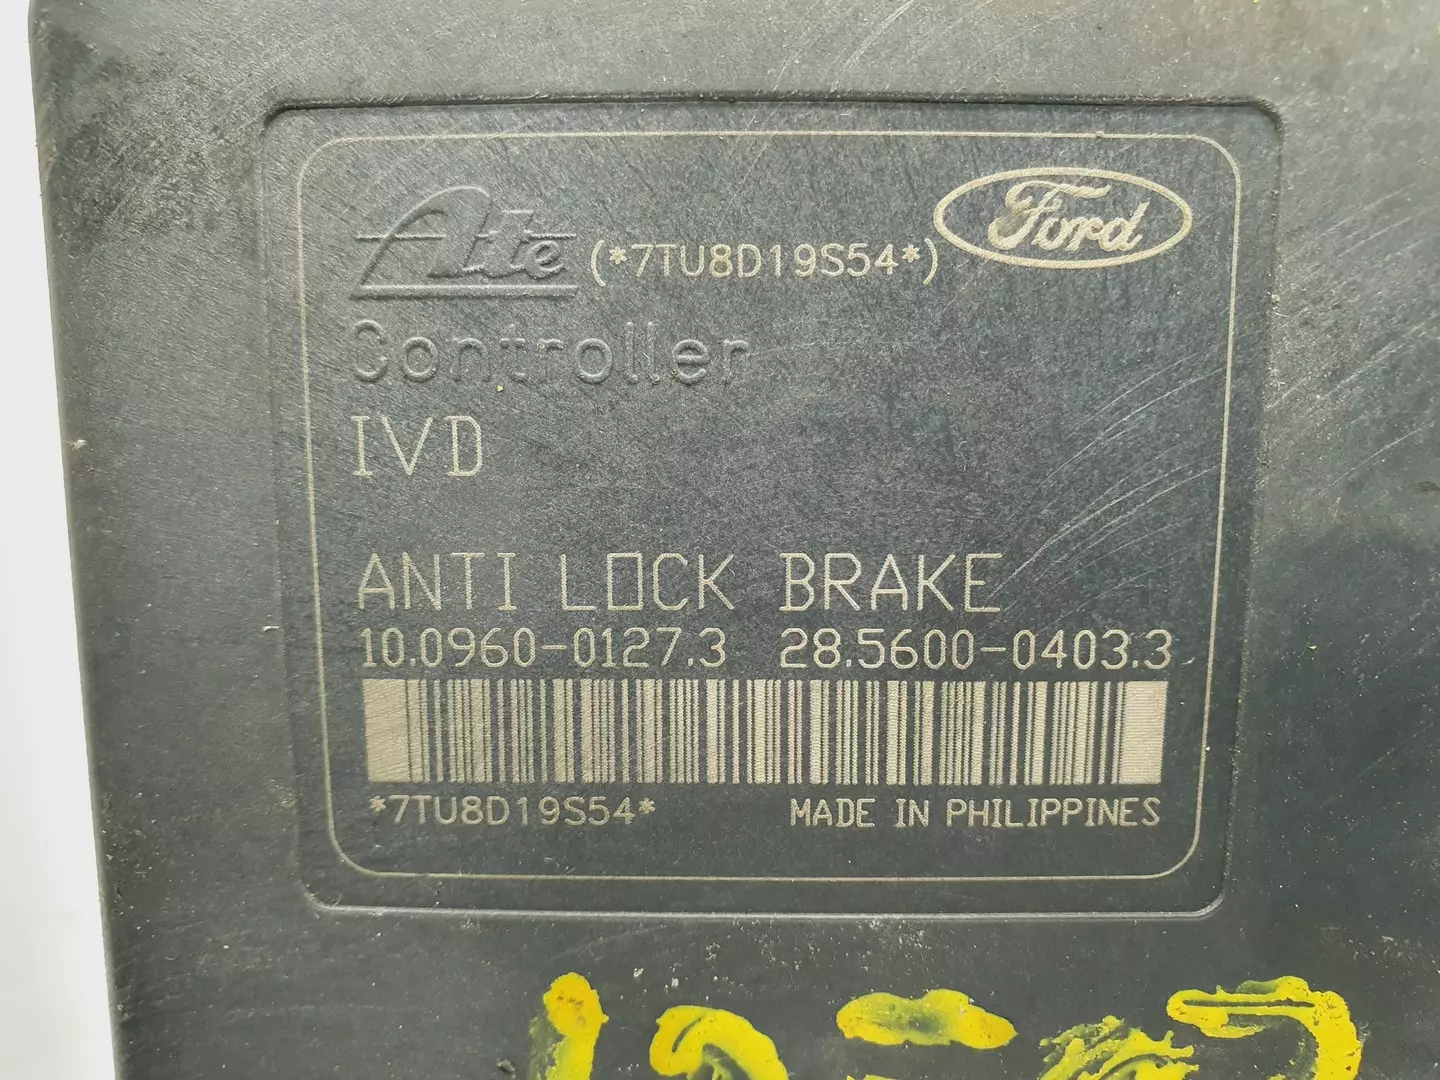 Ate (*7TU8D19S54*) Ford
Controller
IVD
ANTI LOCK BRAKE
10.0960-0127.3 28.5600-0403.3
*7TU8D19S54* MADE IN PHILIPPINES